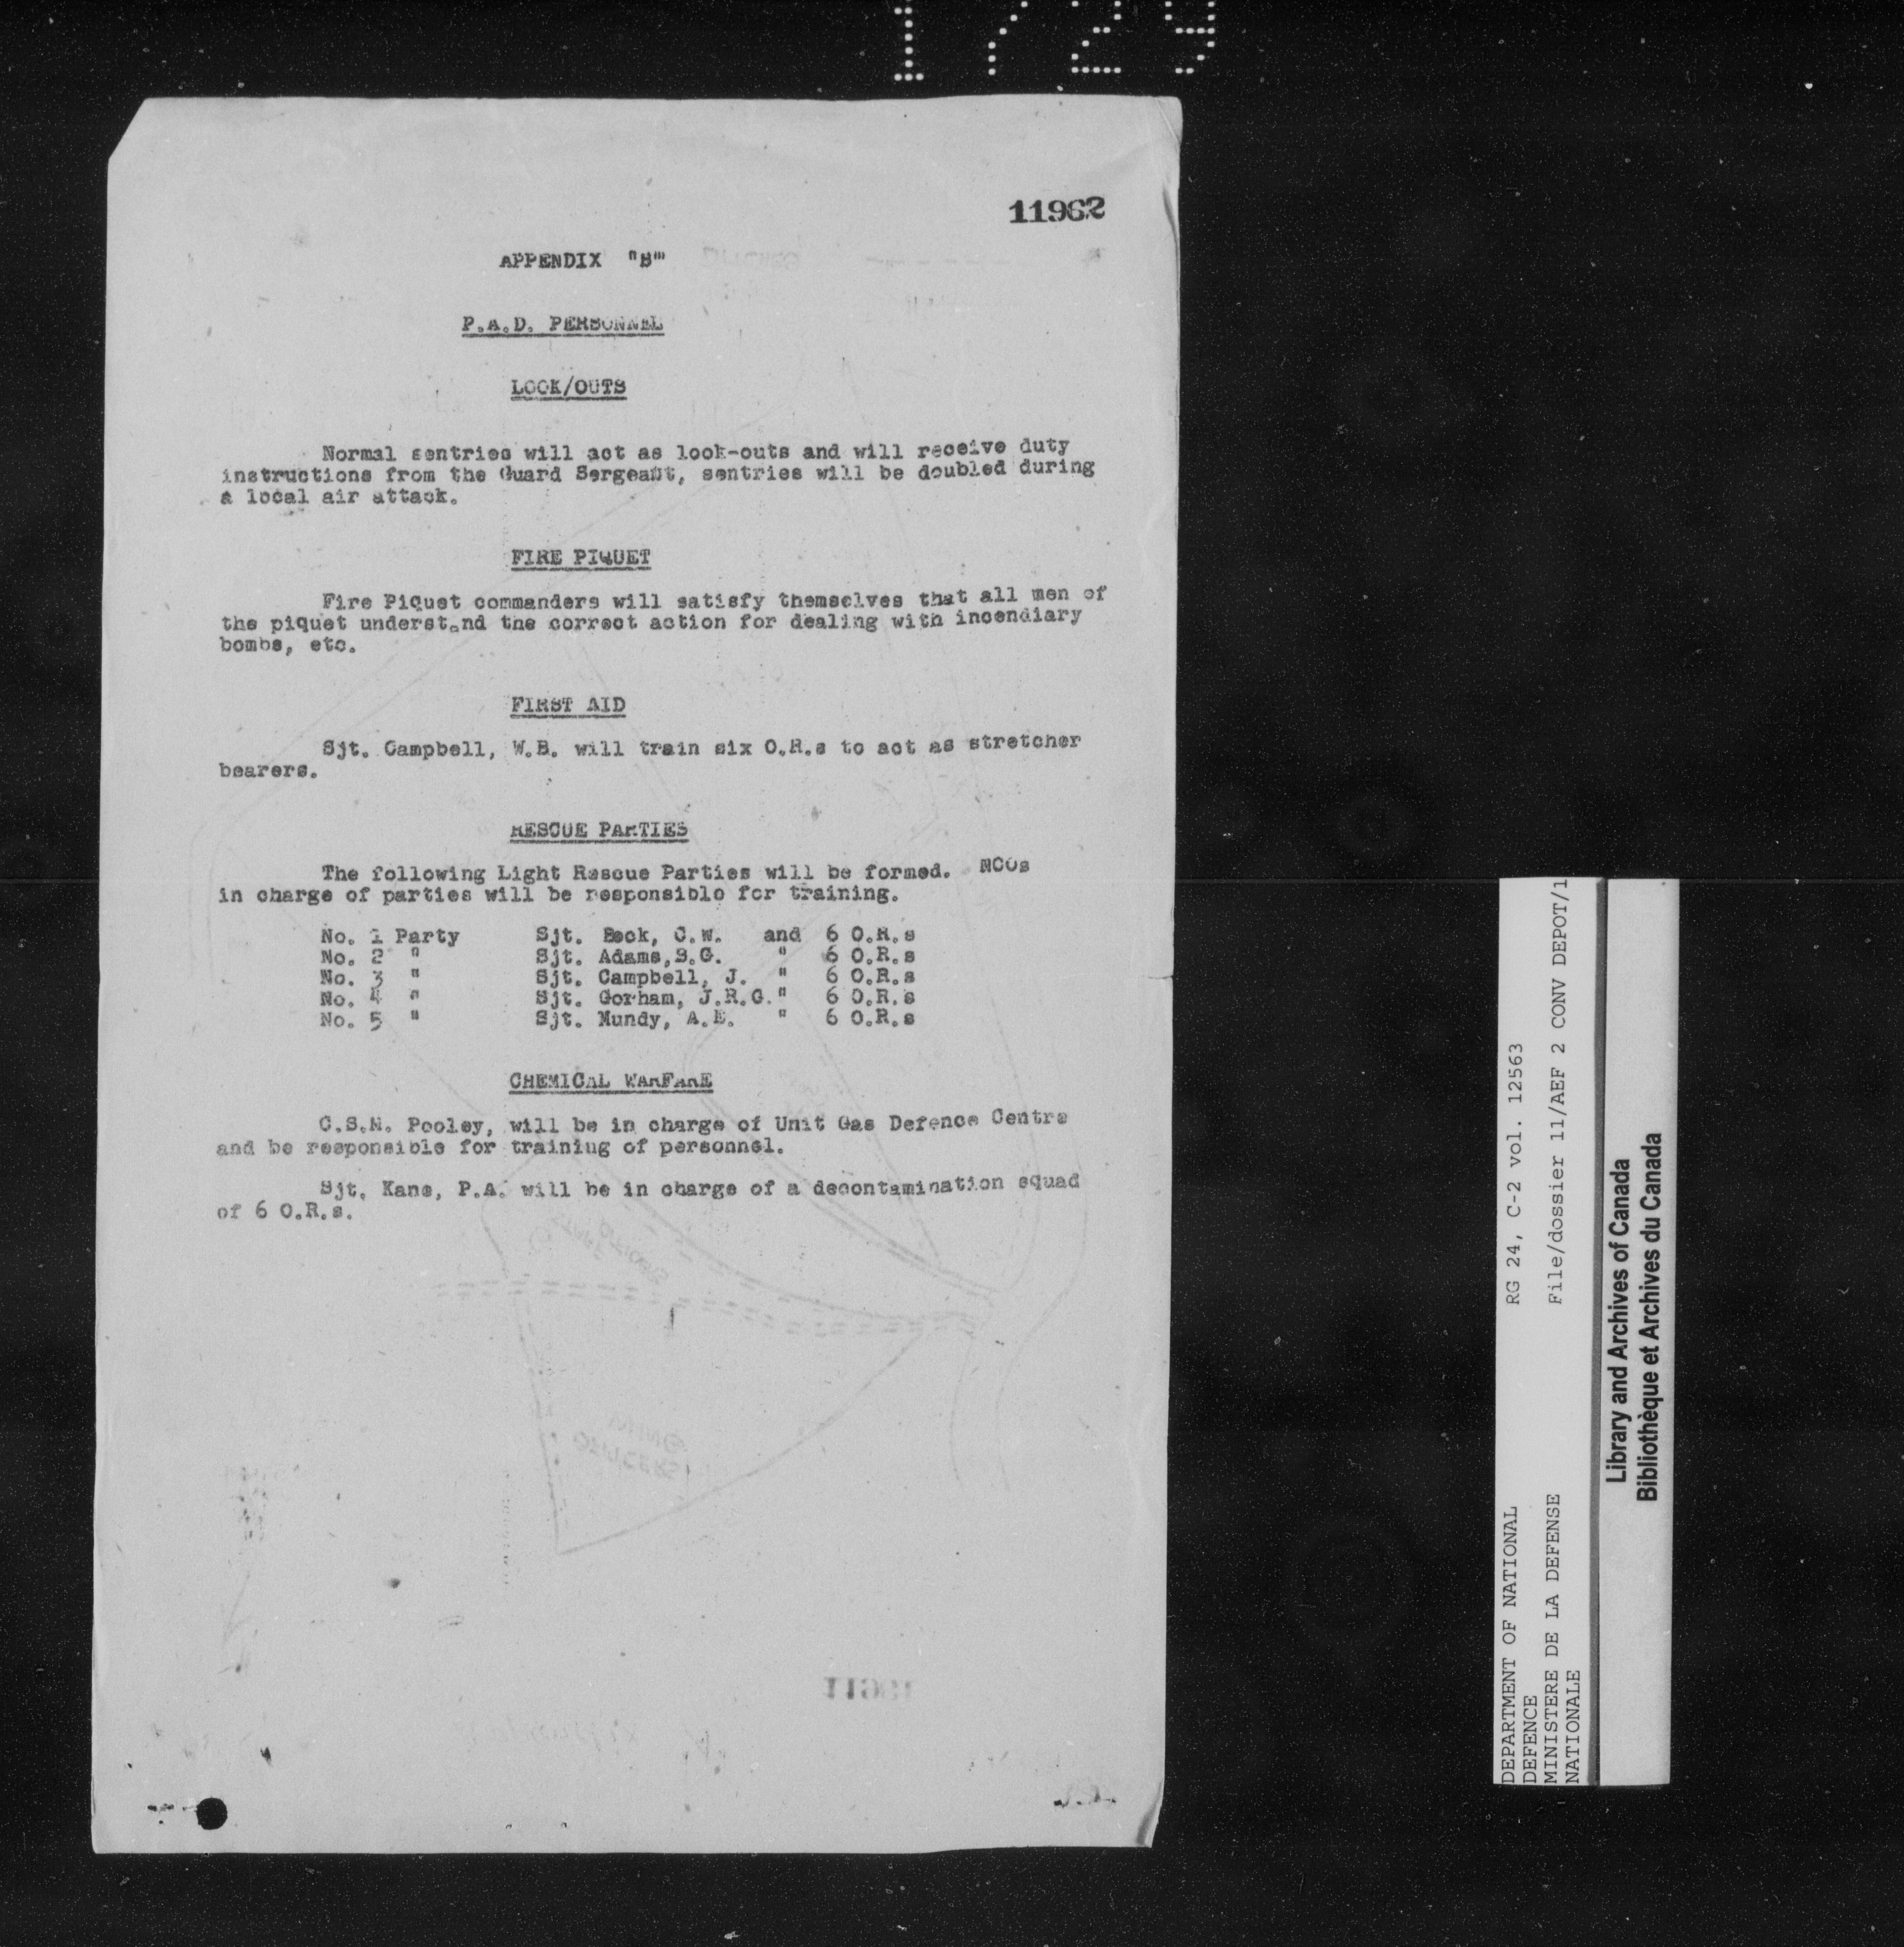 1729
11962
APPENDIX "B"
P.A.D. PERSONNEL
LOOK/OUTS
Normal sentries will act as look-outs and will receive duty
instructions from the Guard Sergeant, sentries will be doubled during
a local air attack.
FIRE PIQUET
Fire Piquet commanders will satisfy themselves that all men of
the piquet understand the correct action for dealing with incendiary
bombs, etc.
FIRST AID
Sjt. Campbell, W.B. will train six O.R.s to act as stretcher
bearers.
RESCUE PARTIES
The following Light Rescue Parties will be formed. NCOs
in charge of parties will be responsible for training.
No. 1 Party Sjt. Beck, C.W. and 6 O.R.s
No. 2 " Sjt. Adams, S.G. " 6 O.R.s
No. 3 " Sjt. Campbell, J. " 6 O.R.s
No. 4 " Sjt. Gorham, J.R.G. " 6 O.R.s
No. 5 " Sjt. Mundy, A.E. " 6 O.R.s
CHEMICAL WARFARE
C.S.M. Pooley, will be in charge of Unit Gas Defence Centre
and be responsible for training of personnel.
Sjt. Kane, P.A. will be in charge of a decontamination squad
of 6 O.R.s.
DEPARTMENT OF NATIONAL
DEFENCE
MINISTERE DE LA DEFENSE
NATIONALE
RG 24, C-2 vol. 12563
File/dossier 11/AEF 2 CONV DEPOT/1
Library and Archives of Canada
Bibliothèque et Archives du Canada